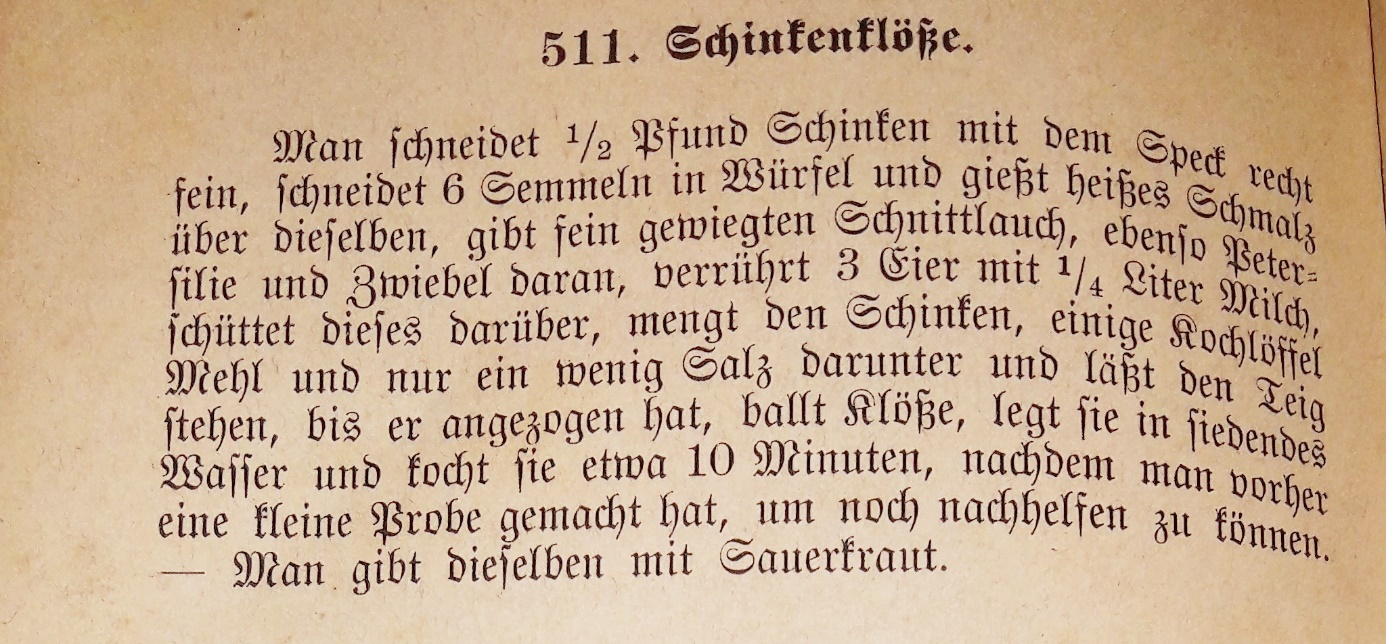 511. Schinkenklöße.
Man schneidet 1/2 Pfund Schinken mit dem Speck recht
fein, schneidet 6 Semmeln in Würfel und gießt heißes Schmalz
über dieselben, gibt fein gewiegten Schnittlauch, ebenso Peter-
silie und Zwiebel daran, verrührt 3 Eier mit 1/4 Liter Milch,
schüttet dieses darüber, mengt den Schinken, einige Kochlöffel
Mehl und nur ein wenig Salz darunter und läßt den Teig
stehen, bis er angezogen hat, ballt Klöße, legt sie in siedendes
Wasser und kocht sie etwa 10 Minuten, nachdem man vorher
eine kleine Probe gemacht hat, um noch nachhelfen zu können.
— Man gibt dieselben mit Sauerkraut.